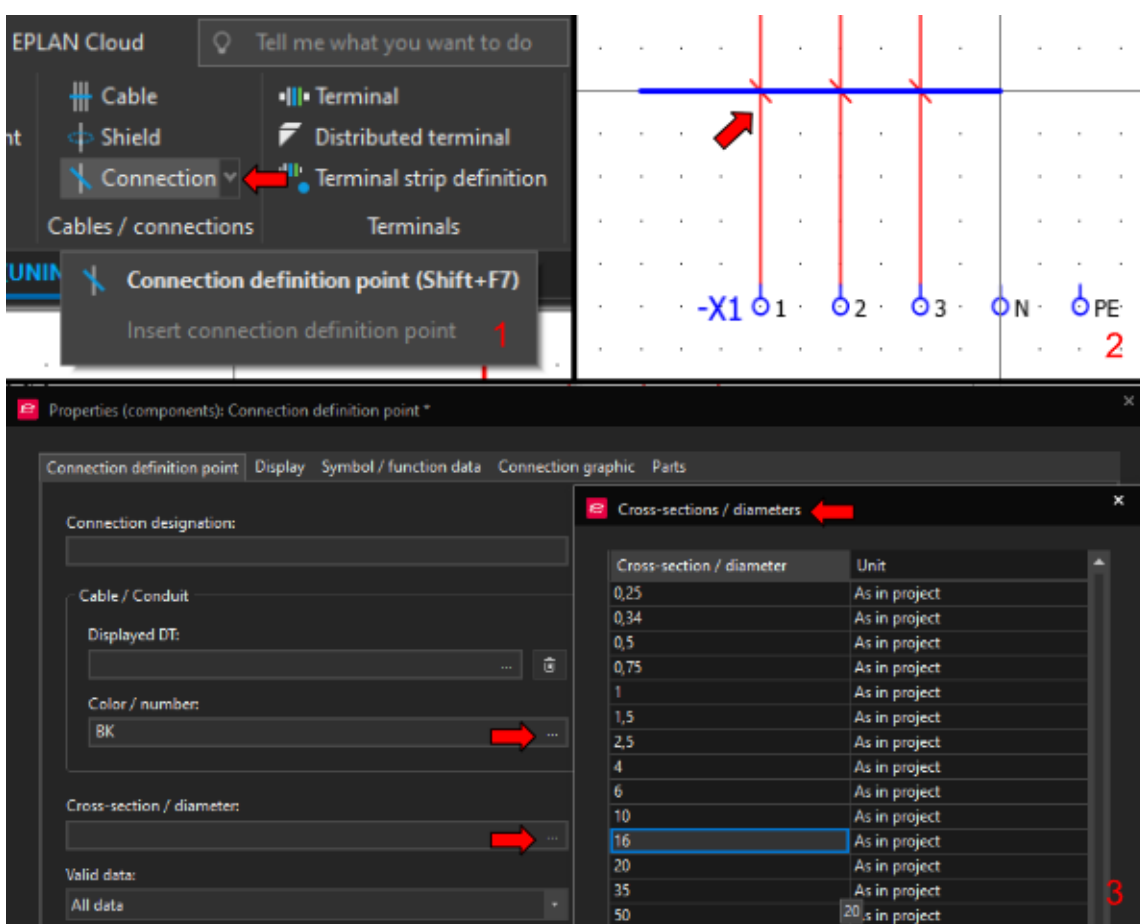 EPLAN Cloud
Tell me what you want to do
Cable
Terminal
nt
Shield
Distributed terminal
Connection
Terminal strip definition
Cables / connections
Terminals
UNIN
Connection definition point (Shift+F7)
Insert connection definition point
1
-X1 1 2 3 N PE
2
Properties (components): Connection definition point *
Connection definition point Display Symbol / function data Connection graphic Parts
Connection designation:
Cable / Conduit
Displayed DT:
...
Color / number:
BK
...
Cross-section / diameter:
...
Valid data:
All data
Cross-sections / diameters
Cross-section / diameter Unit
0,25 As in project
0,34 As in project
0,5 As in project
0,75 As in project
1 As in project
1,5 As in project
2,5 As in project
4 As in project
6 As in project
10 As in project
16 As in project
20 As in project
35 As in project
50 20 s in project
3